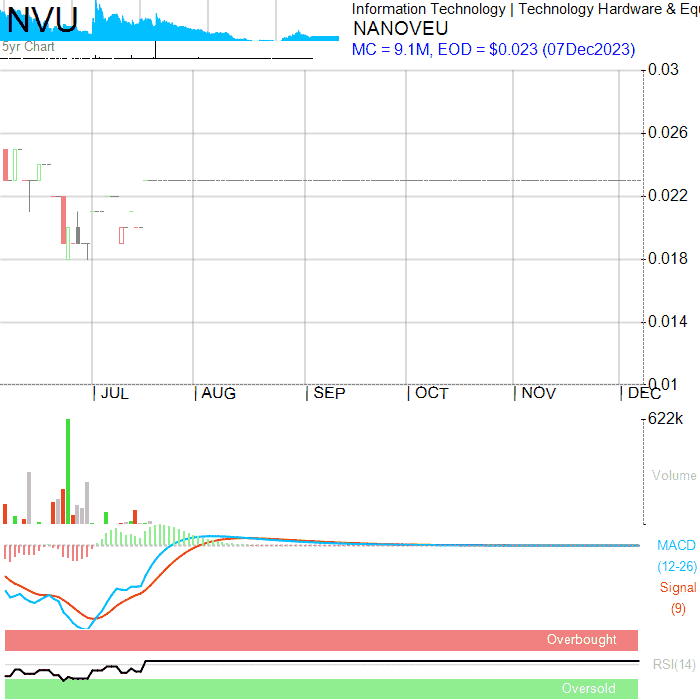 NVU
5yr Chart
Information Technology | Technology Hardware & Equ
NANOVEU
MC = 9.1M, EOD = $0.023 (07Dec2023)
0.03
0.026
0.022
0.018
0.014
0.01
JUL AUG SEP OCT NOV DEC
622k
Volume
MACD
(12-26)
Signal
(9)
Overbought
RSI(14)
Oversold